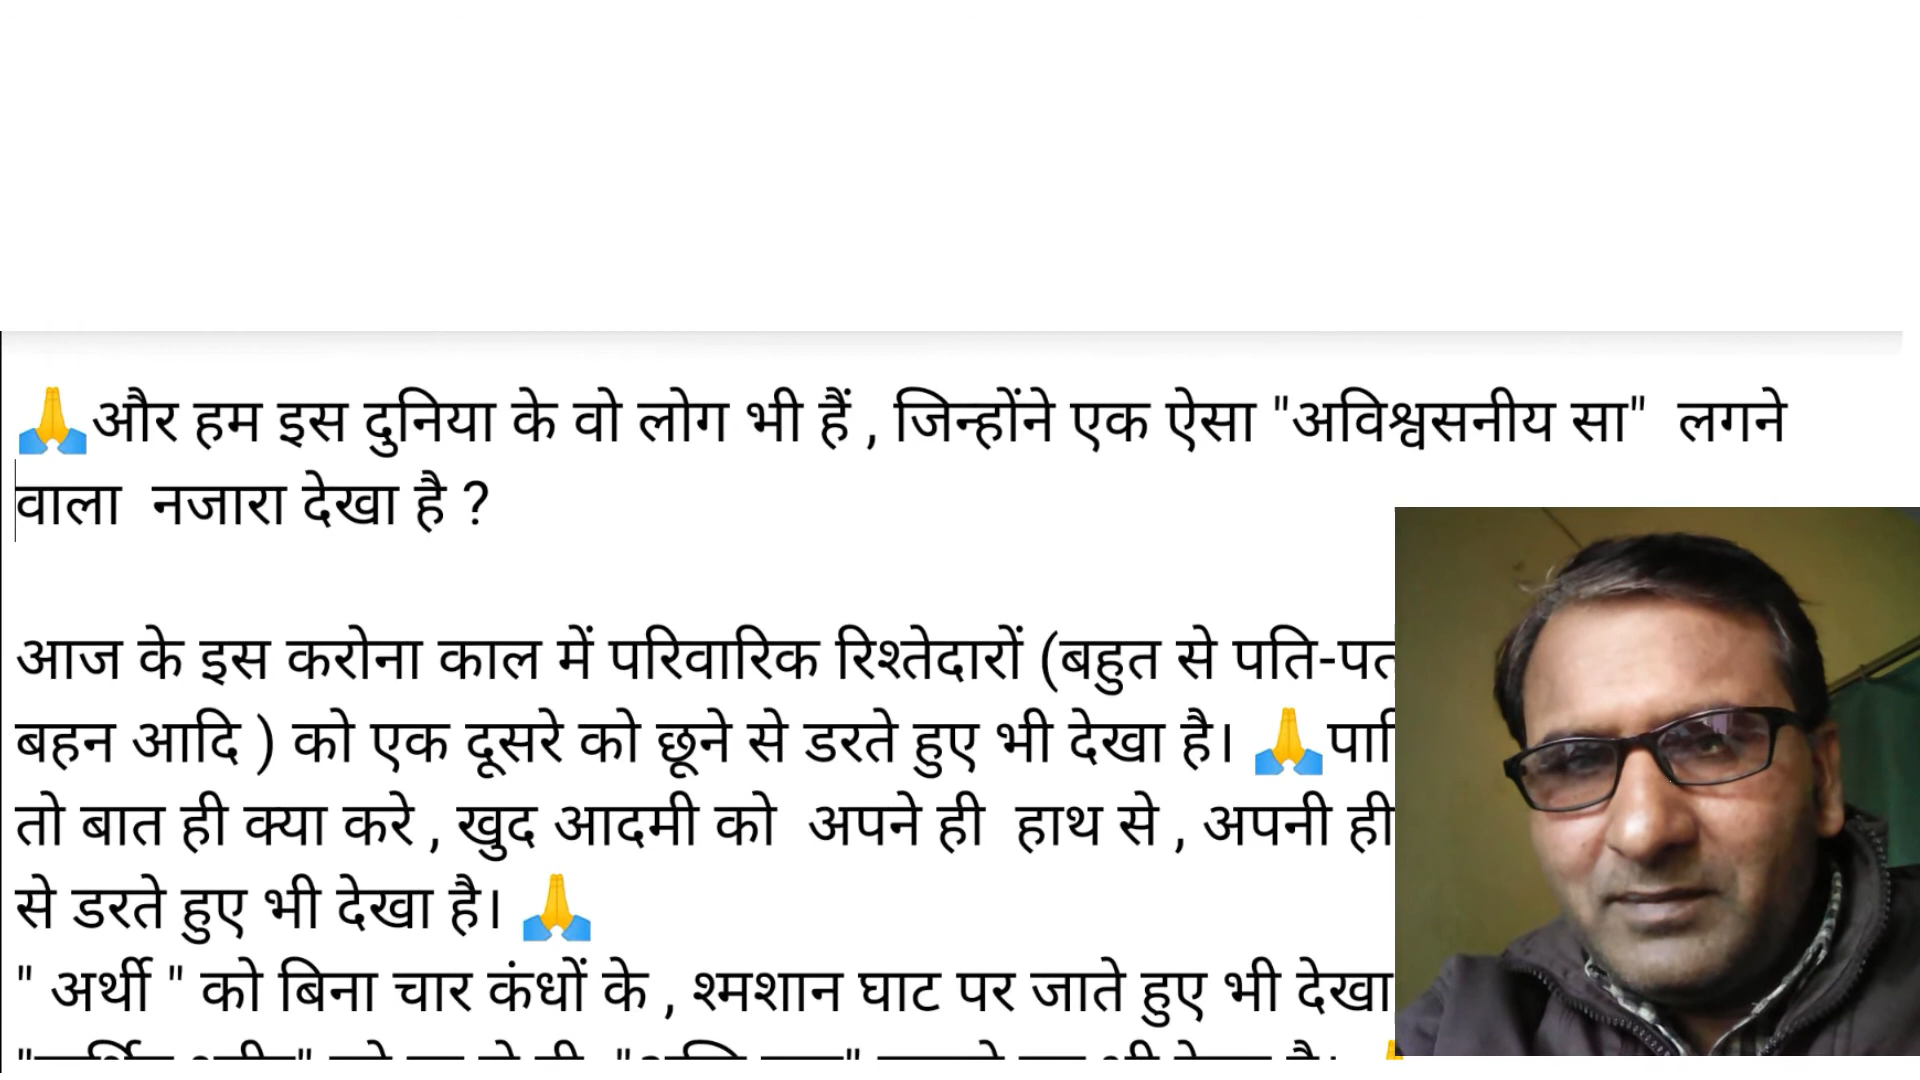 🙏और हम इस दुनिया के वो लोग भी हैं , जिन्होंने एक ऐसा "अविश्वसनीय सा" लगने
वाला नजारा देखा है ?
आज के इस करोना काल में परिवारिक रिश्तेदारों (बहुत से पति-
बहन आदि ) को एक दूसरे को छूने से डरते हुए भी देखा है। 🙏
तो बात ही क्या करे , खुद आदमी को अपने ही हाथ से , अपनी ही
से डरते हुए भी देखा है। 🙏
" अर्थी " को बिना चार कंधों के , श्मशान घाट पर जाते हुए भी देखा